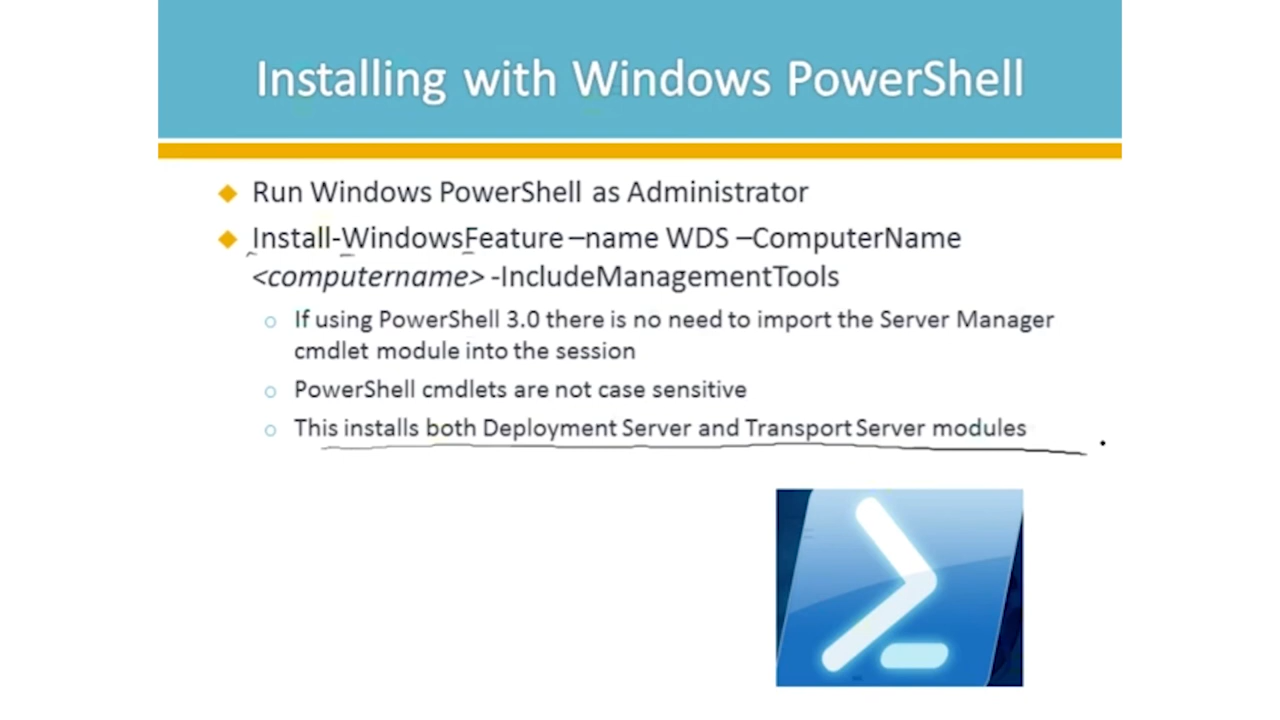 Installing with Windows PowerShell
Run Windows PowerShell as Administrator
Install-WindowsFeature –name WDS –ComputerName
<computername> -IncludeManagementTools
If using PowerShell 3.0 there is no need to import the Server Manager
cmdlet module into the session
PowerShell cmdlets are not case sensitive
This installs both Deployment Server and Transport Server modules